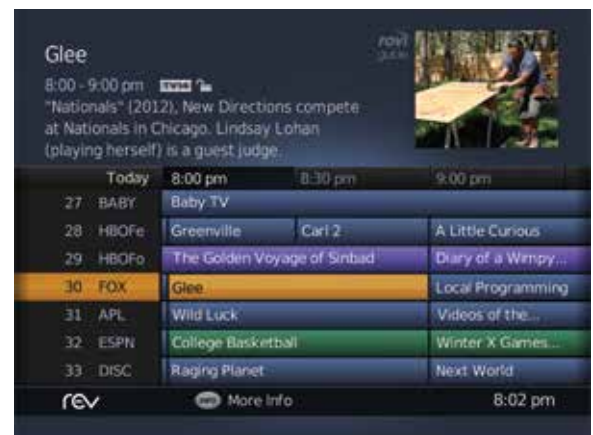 Glee
rovi
guide
8:00 - 9:00 pm TV14
"Nationals" (2012), New Directions compete
at Nationals in Chicago. Lindsay Lohan
(playing herself) is a guest judge.
Today 8:00 pm 8:30 pm 9:00 pm
27 BABY Baby TV
28 HBOFe Greenville Carl 2 A Little Curious
29 HBOFo The Golden Voyage of Sinbad Diary of a Wimpy...
30 FOX Glee Local Programming
31 APL Wild Luck Videos of the...
32 ESPN College Basketball Winter X Games...
33 DISC Raging Planet Next World
rev INFO More Info 8:02 pm